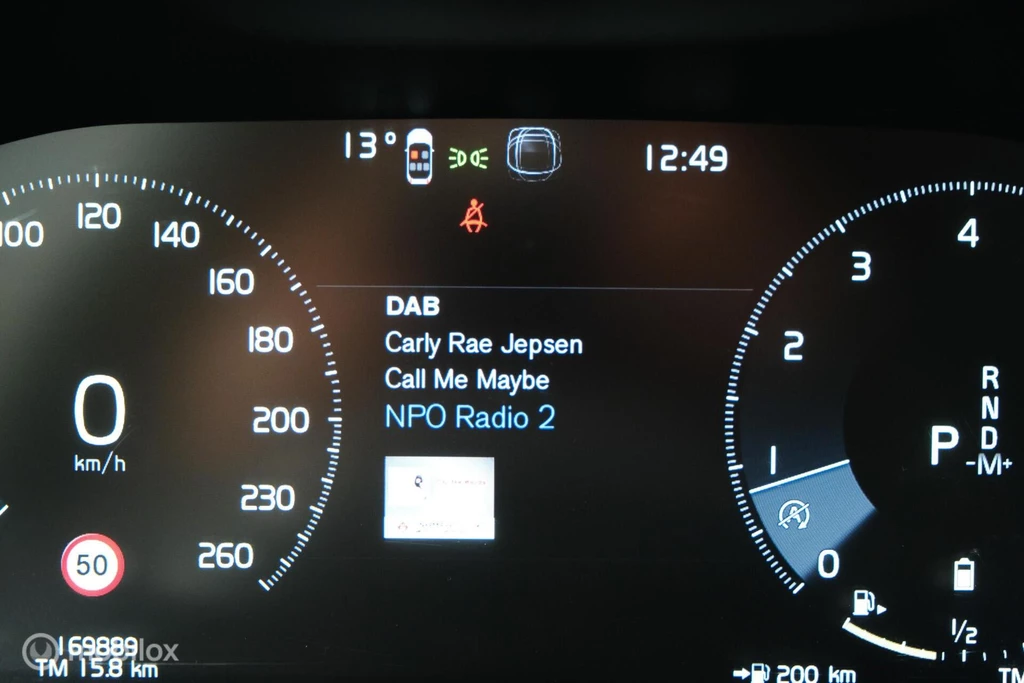 13° 12:49
100 120 140 160 180 200 230 260
0
km/h
50
169889
TM 15.8 km
DAB
Carly Rae Jepsen
Call Me Maybe
NPO Radio 2
4
3
2
1
0
R
N
D
P -M+
1/2
200 km
TM